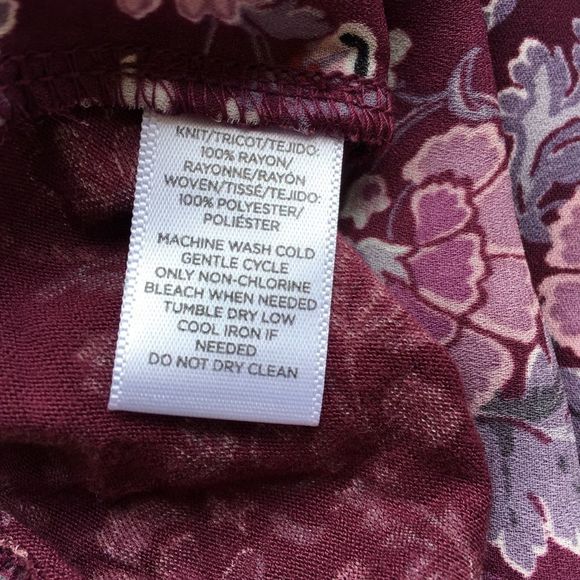 KNIT/TRICOT/TEJIDO:
100% RAYON/
RAYONNE/RAYÓN
WOVEN/TISSÉ/TEJIDO:
100% POLYESTER/
POLIÉSTER
MACHINE WASH COLD
GENTLE CYCLE
ONLY NON-CHLORINE
BLEACH WHEN NEEDED
TUMBLE DRY LOW
COOL IRON IF
NEEDED
DO NOT DRY CLEAN